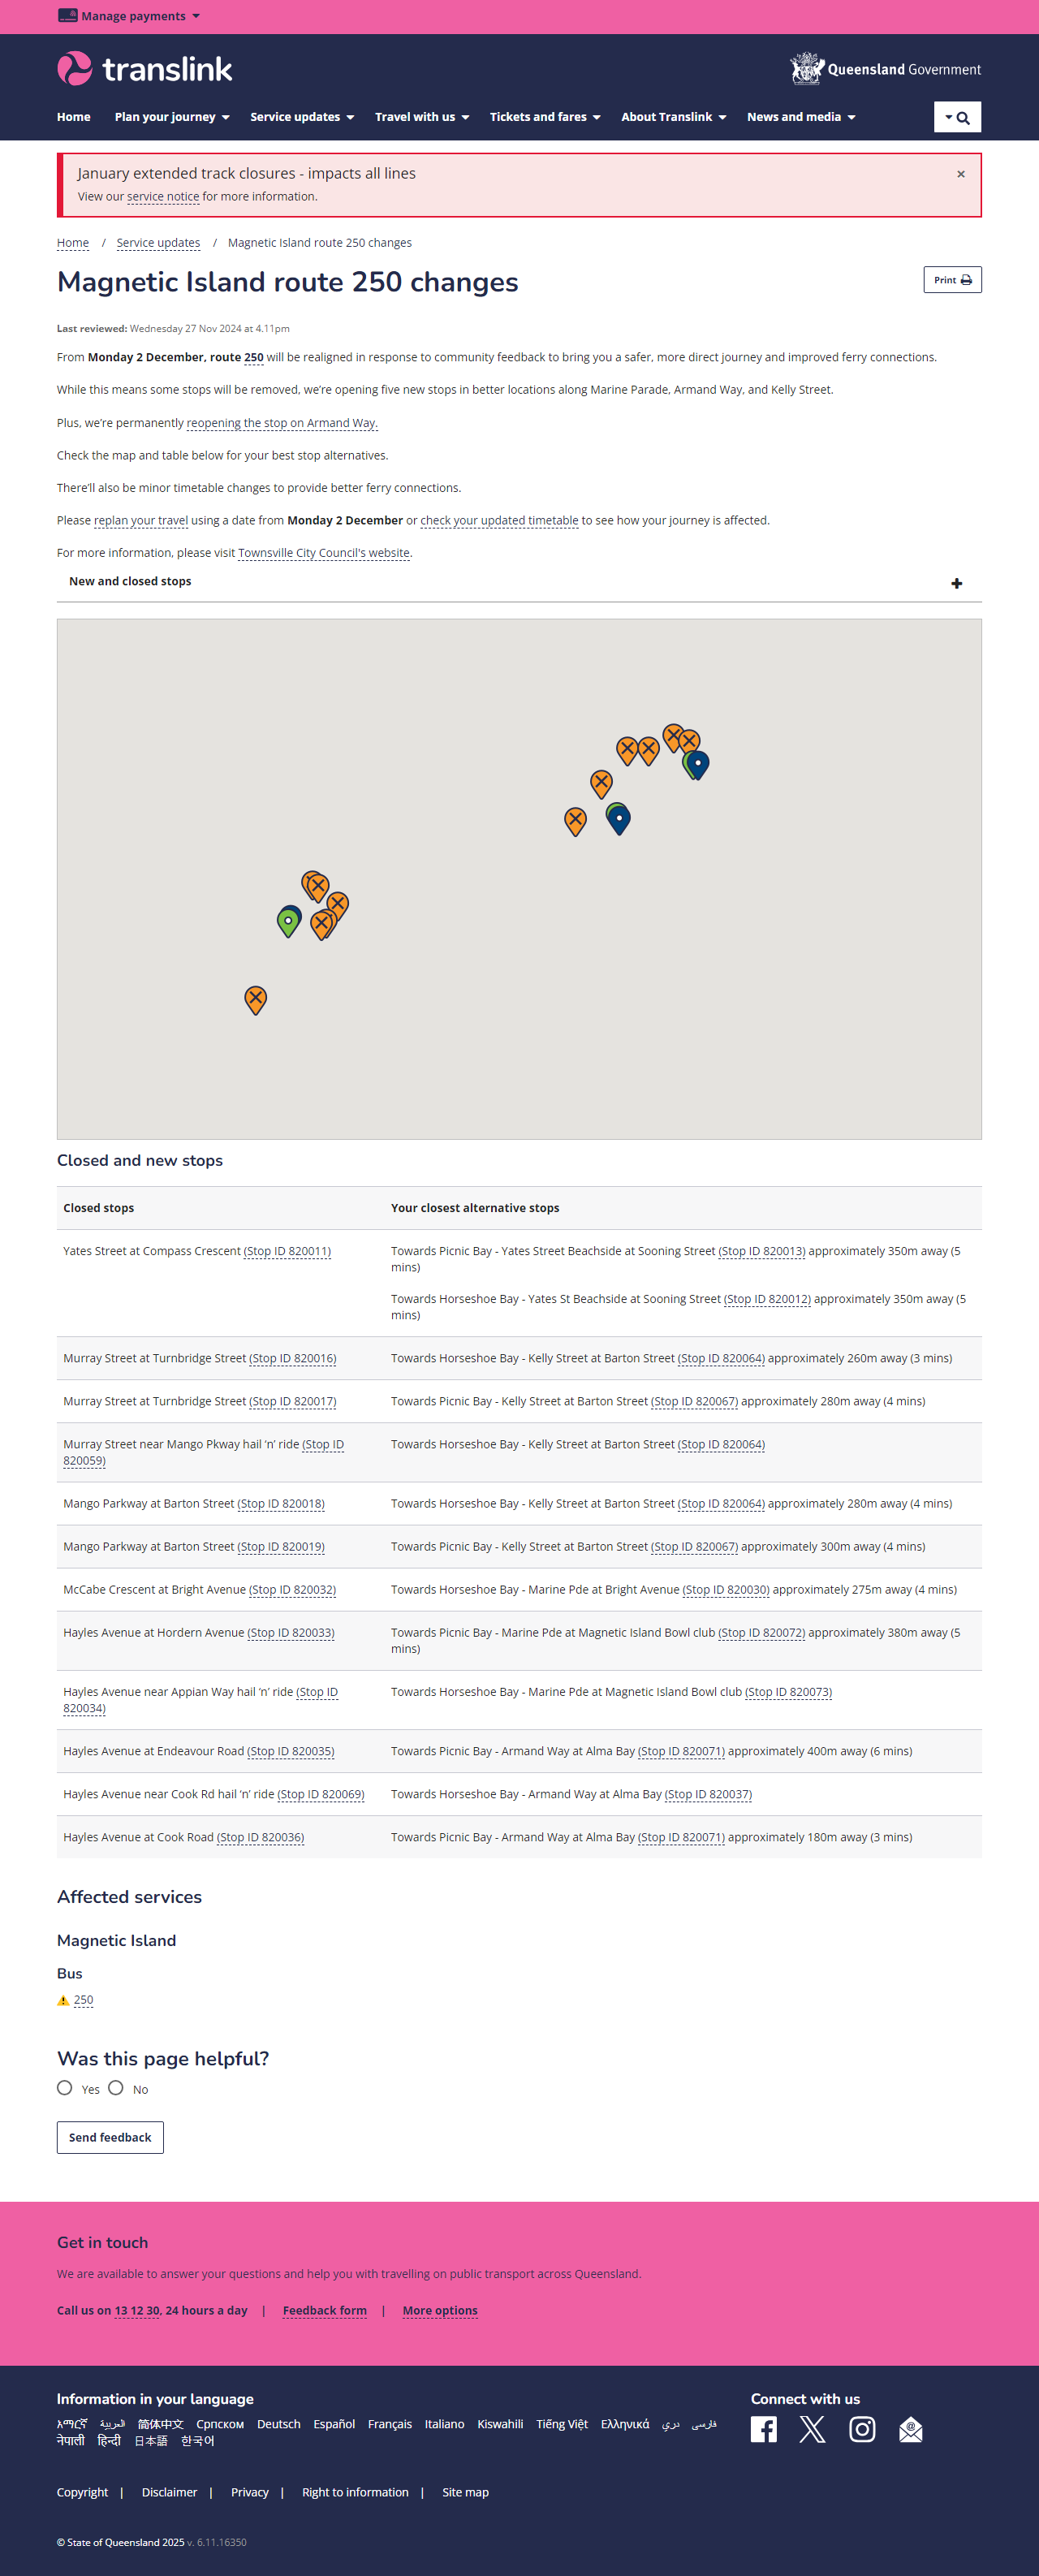 Manage payments
translink
Queensland Government
Home Plan your journey Service updates Travel with us Tickets and fares About Translink News and media
January extended track closures - impacts all lines
View our service notice for more information.
Home / Service updates / Magnetic Island route 250 changes
Magnetic Island route 250 changes
Print
Last reviewed: Wednesday 27 Nov 2024 at 4.11pm
From Monday 2 December, route 250 will be realigned in response to community feedback to bring you a safer, more direct journey and improved ferry connections.
While this means some stops will be removed, we're opening five new stops in better locations along Marine Parade, Armand Way, and Kelly Street.
Plus, we're permanently reopening the stop on Armand Way.
Check the map and table below for your best stop alternatives.
There'll also be minor timetable changes to provide better ferry connections.
Please replan your travel using a date from Monday 2 December or check your updated timetable to see how your journey is affected.
For more information, please visit Townsville City Council's website.
New and closed stops
Closed and new stops
Closed stops Your closest alternative stops
Yates Street at Compass Crescent (Stop ID 820011) Towards Picnic Bay - Yates Street Beachside at Sooning Street (Stop ID 820013) approximately 350m away (5
mins)
Towards Horseshoe Bay - Yates St Beachside at Sooning Street (Stop ID 820012) approximately 350m away (5
mins)
Murray Street at Turnbridge Street (Stop ID 820016) Towards Horseshoe Bay - Kelly Street at Barton Street (Stop ID 820064) approximately 260m away (3 mins)
Murray Street at Turnbridge Street (Stop ID 820017) Towards Picnic Bay - Kelly Street at Barton Street (Stop ID 820067) approximately 280m away (4 mins)
Murray Street near Mango Pkway hail 'n' ride (Stop ID Towards Horseshoe Bay - Kelly Street at Barton Street (Stop ID 820064)
820059)
Mango Parkway at Barton Street (Stop ID 820018) Towards Horseshoe Bay - Kelly Street at Barton Street (Stop ID 820064) approximately 280m away (4 mins)
Mango Parkway at Barton Street (Stop ID 820019) Towards Picnic Bay - Kelly Street at Barton Street (Stop ID 820067) approximately 300m away (4 mins)
McCabe Crescent at Bright Avenue (Stop ID 820032) Towards Horseshoe Bay - Marine Pde at Bright Avenue (Stop ID 820030) approximately 275m away (4 mins)
Hayles Avenue at Hordern Avenue (Stop ID 820033) Towards Picnic Bay - Marine Pde at Magnetic Island Bowl club (Stop ID 820072) approximately 380m away (5
mins)
Hayles Avenue near Appian Way hail 'n' ride (Stop ID Towards Horseshoe Bay - Marine Pde at Magnetic Island Bowl club (Stop ID 820073)
820034)
Hayles Avenue at Endeavour Road (Stop ID 820035) Towards Picnic Bay - Armand Way at Alma Bay (Stop ID 820071) approximately 400m away (6 mins)
Hayles Avenue near Cook Rd hail 'n' ride (Stop ID 820069) Towards Horseshoe Bay - Armand Way at Alma Bay (Stop ID 820037)
Hayles Avenue at Cook Road (Stop ID 820036) Towards Picnic Bay - Armand Way at Alma Bay (Stop ID 820071) approximately 180m away (3 mins)
Affected services
Magnetic Island
Bus
250
Was this page helpful?
Yes No
Send feedback
Get in touch
We are available to answer your questions and help you with travelling on public transport across Queensland.
Call us on 13 12 30, 24 hours a day | Feedback form | More options
Information in your language
Connect with us
አማርኛ العربية 简体中文 Српском Deutsch Español Français Italiano Kiswahili Tiếng Việt Ελληνικά دري فارسی
नेपाली हिन्दी 日本語 한국어
Copyright | Disclaimer | Privacy | Right to information | Site map
© State of Queensland 2025 v. 6.11.16350